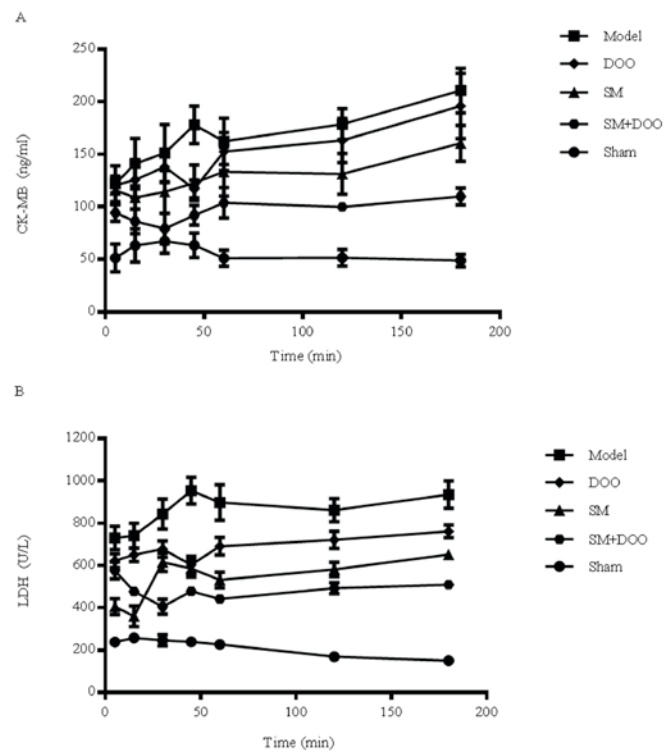 A
Model
DOO
SM
SM+DOO
Sham
250
200
150
100
50
0
CK-MB (ng/ml)
0 50 100 150 200
Time (min)
B
Model
DOO
SM
SM+DOO
Sham
1200
1000
800
600
400
200
0
LDH (U/L)
0 50 100 150 200
Time (min)